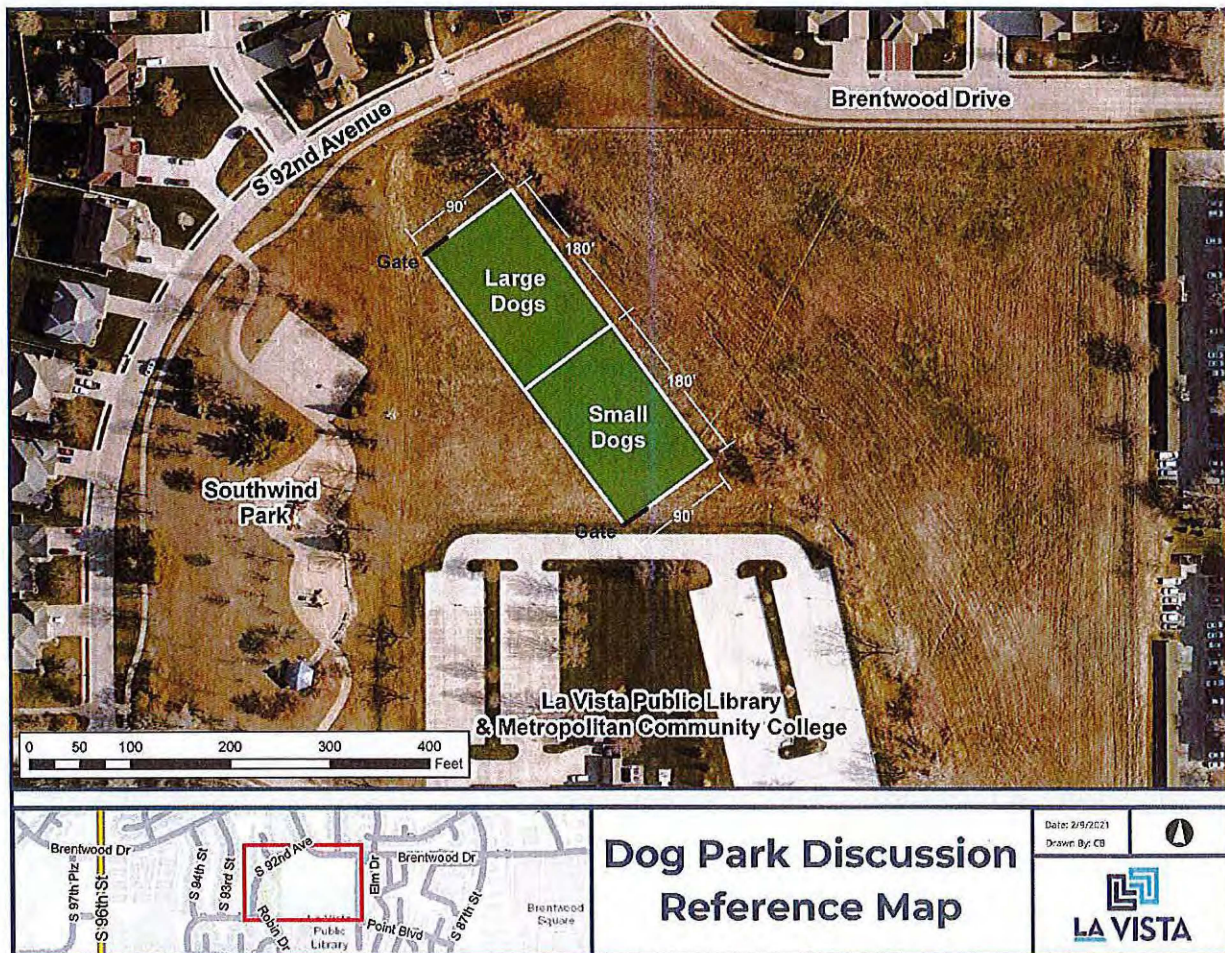 Brentwood Drive
S 92nd Avenue
90'
180'
Gate
Large
Dogs
180'
Small
Dogs
Southwind
Park
90'
Gate
La Vista Public Library
& Metropolitan Community College
0 50 100 200 300 400
Feet
Brentwood Dr
S 97th Plz
S 96th St
S 94th St
S 93rd St
S 92nd Ave
Elm Dr
Brentwood Dr
S 87th St
Robin Dr
La Vista
Public
Library
Point Blvd
Brentwood
Square
Dog Park Discussion
Reference Map
Date: 2/9/2021
Drawn By: CB
LA VISTA